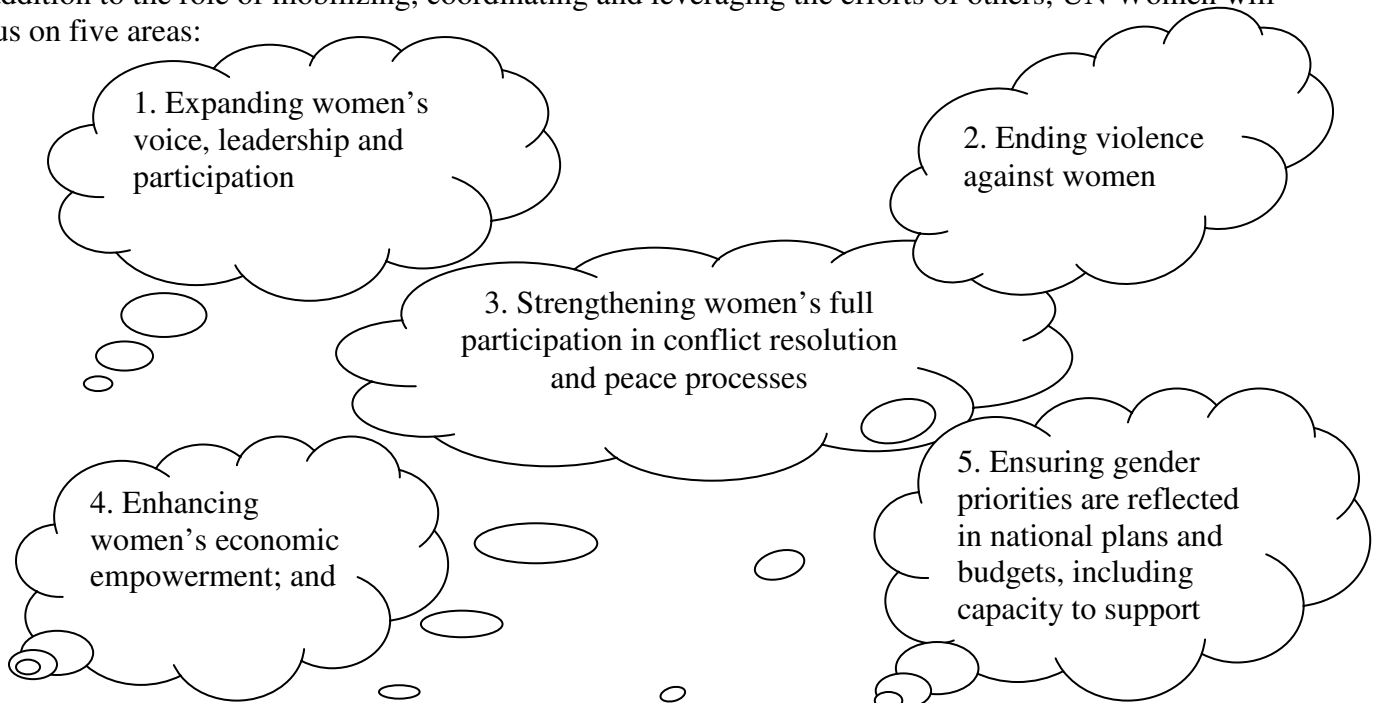 addition to the role of mobilizing, coordinating and leveraging the efforts of others, UN Women will
us on five areas:
1. Expanding women's
voice, leadership and
participation
2. Ending violence
against women
3. Strengthening women's full
participation in conflict resolution
and peace processes
4. Enhancing
women's economic
empowerment; and
5. Ensuring gender
priorities are reflected
in national plans and
budgets, including
capacity to support